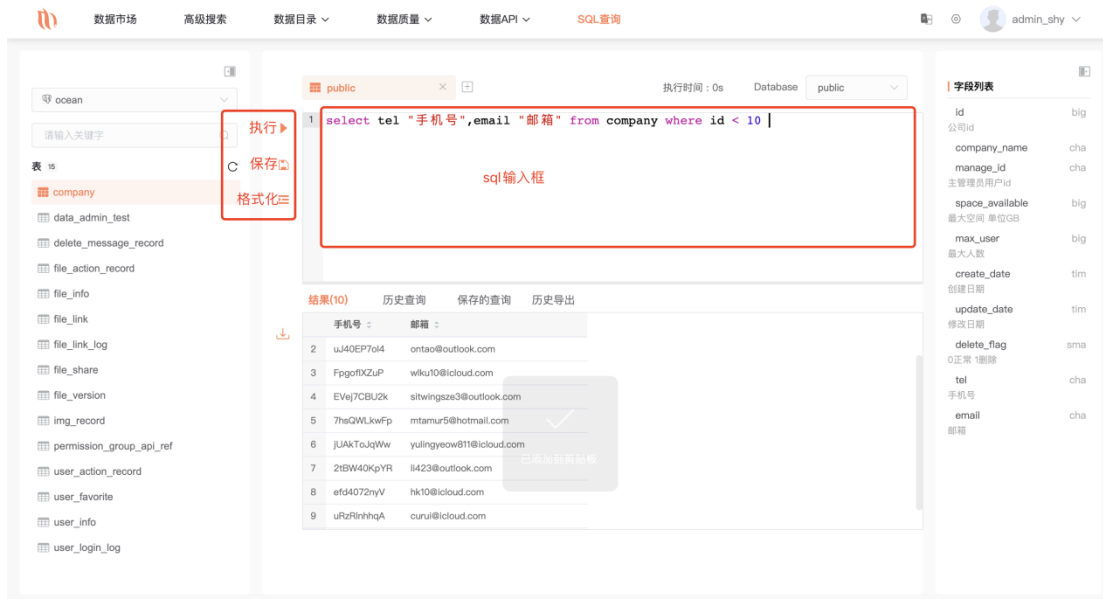 数据市场 高级搜索 数据目录 数据质量 数据API SQL查询 admin_shy
ocean
请输入关键字
表 15
company
data_admin_test
delete_message_record
file_action_record
file_info
file_link
file_link_log
file_share
file_version
img_record
permission_group_api_ref
user_action_record
user_favorite
user_info
user_login_log
执行
保存
格式化
public 执行时间：0s Database public
1 select tel "手机号",email "邮箱" from company where id < 10
sql输入框
结果(10) 历史查询 保存的查询 历史导出
手机号 邮箱
2 uJ40EP7ol4 ontao@outlook.com
3 FpgoflXZuP wlku10@icloud.com
4 EVej7CBU2k sitwingsze3@outlook.com
5 7hsQWLkwFp mtamur5@hotmail.com
6 jUAkToJqWw yulingyeow811@icloud.com
7 2tBW40KpYR li423@outlook.com
8 efd4072nyV hk10@icloud.com
9 uRzRlnhhqA curui@icloud.com
已添加到剪贴板
字段列表
id big
公司id
company_name cha
manage_id cha
主管理员用户id
space_available big
最大空间 单位GB
max_user big
最大人数
create_date tim
创建日期
update_date tim
修改日期
delete_flag sma
0正常 1删除
tel cha
手机号
email cha
邮箱